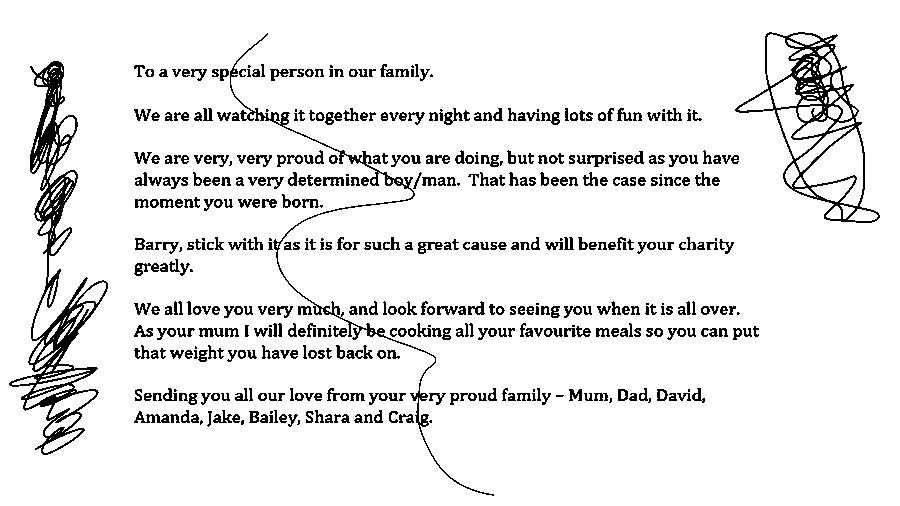 To a very special person in our family.
We are all watching it together every night and having lots of fun with it.
We are very, very proud of what you are doing, but not surprised as you have
always been a very determined boy/man. That has been the case since the
moment you were born.
Barry, stick with it as it is for such a great cause and will benefit your charity
greatly.
We all love you very much, and look forward to seeing you when it is all over.
As your mum I will definitely be cooking all your favourite meals so you can put
that weight you have lost back on.
Sending you all our love from your very proud family – Mum, Dad, David,
Amanda, Jake, Bailey, Shara and Craig.